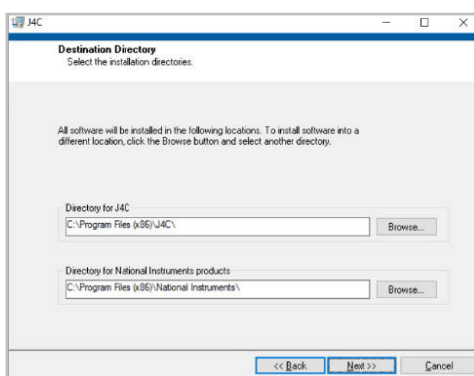 J4C
Destination Directory
Select the installation directories.
All software will be installed in the following locations. To install software into a
different location, click the Browse button and select another directory.
Directory for J4C
C:\Program Files (x86)\J4C\
Browse...
Directory for National Instruments products
C:\Program Files (x86)\National Instruments\
Browse...
<< Back
Next >>
Cancel